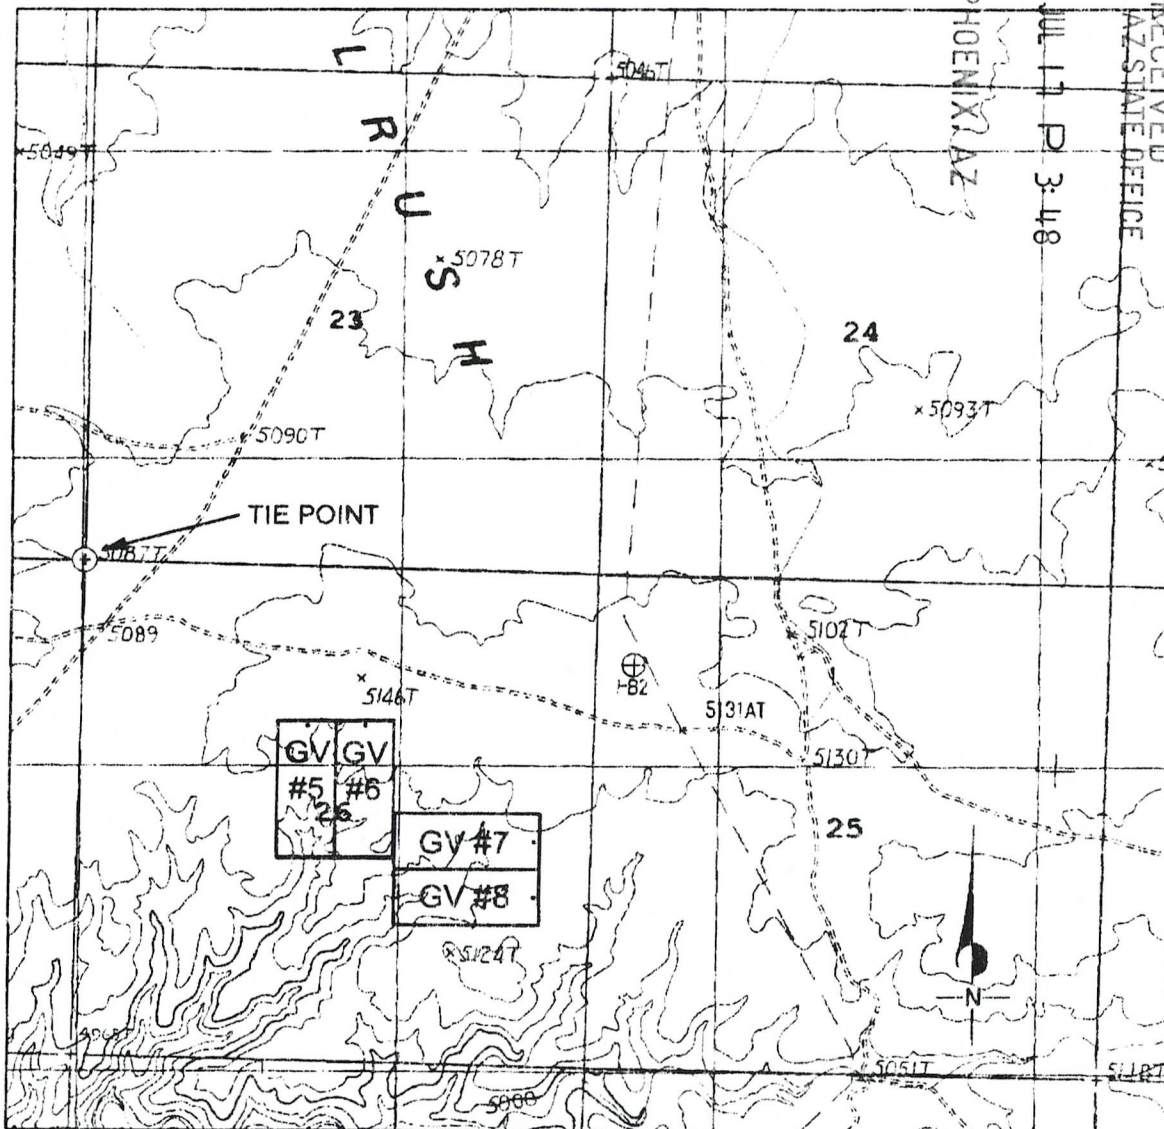 RECEIVED
AZ STATE OFFICE
JUL 17 P 3:48
PHOENIX, AZ
L
R
U
S
H
5046T
5049T
5078T
23
24
5093T
5090T
TIE POINT
5087T
5089
5102T
5146T
5131AT
5130T
GV
#5
GV
#6
26
GV #7
GV #8
25
5124T
N
5051T
5118T
5000